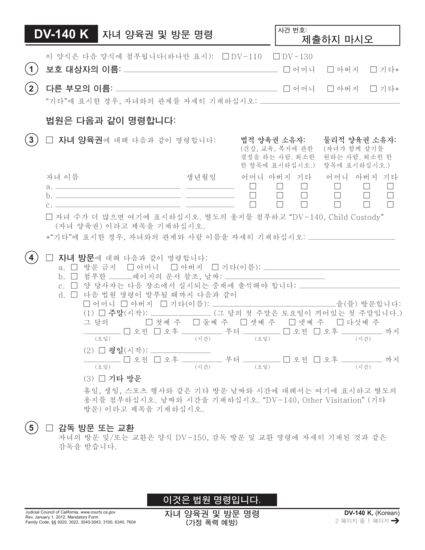 DV-140 K 자녀 양육권 및 방문 명령
사건 번호:
제출하지 마시오
이 양식은 다음 양식에 첨부됩니다(하나만 표시): ☐ DV-110 ☐ DV-130
1 보호 대상자의 이름: ☐ 어머니 ☐ 아버지 ☐ 기타*
2 다른 부모의 이름: ☐ 어머니 ☐ 아버지 ☐ 기타*
*"기타"에 표시한 경우, 자녀와의 관계를 자세히 기재하십시오:
법원은 다음과 같이 명령합니다:
3 ☐ 자녀 양육권에 대해 다음과 같이 명령합니다:
법적 양육권 소유자: 물리적 양육권 소유자:
(건강, 교육, 복지에 관한 (자녀가 함께 살기를
결정을 하는 사람. 최소한 원하는 사람. 최소한 한
한 항목에 표시하십시오.) 항목에 표시하십시오.)
자녀 이름 생년월일 어머니 아버지 기타 어머니 아버지 기타
a. ☐ ☐ ☐ ☐ ☐ ☐
b. ☐ ☐ ☐ ☐ ☐ ☐
c. ☐ ☐ ☐ ☐ ☐ ☐
☐ 자녀 수가 더 많으면 여기에 표시하십시오. 별도의 용지를 첨부하고 "DV-140, Child Custody"
(자녀 양육권) 이라고 제목을 기재하십시오.
*"기타"에 표시한 경우, 자녀와의 관계와 사람 이름을 자세히 기재하십시오:
4 ☐ 자녀 방문에 대해 다음과 같이 명령합니다:
a. ☐ 방문 금지 ☐ 어머니 ☐ 아버지 ☐ 기타(이름):
b. ☐ 첨부한 페이지의 문서 참조, 날짜:
c. ☐ 양 당사자는 다음 장소에서 실시되는 중재에 출석해야 합니다:
d. ☐ 다음 법원 명령이 발부될 때까지 다음과 같이
☐ 어머니 ☐ 아버지 ☐ 기타(이름): 을(를) 방문합니다:
(1) ☐ 주말(시작): (그 달의 첫 주말은 토요일이 끼어있는 첫 주말입니다.)
그 달의 ☐ 첫째 주 ☐ 둘째 주 ☐ 셋째 주 ☐ 넷째 주 ☐ 다섯째 주
☐ 오전 ☐ 오후 부터 ☐ 오전 ☐ 오후 까지
(요일) (시간) (요일) (시간)
(2) ☐ 평일(시작):
☐ 오전 ☐ 오후 부터 ☐ 오전 ☐ 오후 까지
(요일) (시간) (요일) (시간)
(3) ☐ 기타 방문
휴일, 생일, 스포츠 행사와 같은 기타 방문 날짜와 시간에 대해서는 여기에 표시하고 별도의
용지를 첨부하십시오. 날짜와 시간을 기재하십시오. "DV-140, Other Visitation" (기타
방문) 이라고 제목을 기재하십시오.
5 ☐ 감독 방문 또는 교환
자녀의 방문 및/또는 교환은 양식 DV-150, 감독 방문 및 교환 명령에 자세히 기재된 것과 같은
감독을 받습니다.
이것은 법원 명령입니다.
Judicial Council of California, www.courts.ca.gov
Rev. January 1, 2012, Mandatory Form
Family Code, §§ 3020, 3022, 3040-3043, 3100, 6340, 7604
자녀 양육권 및 방문 명령
(가정 폭력 예방)
DV-140 K, (Korean)
2 페이지 중 1 페이지 →